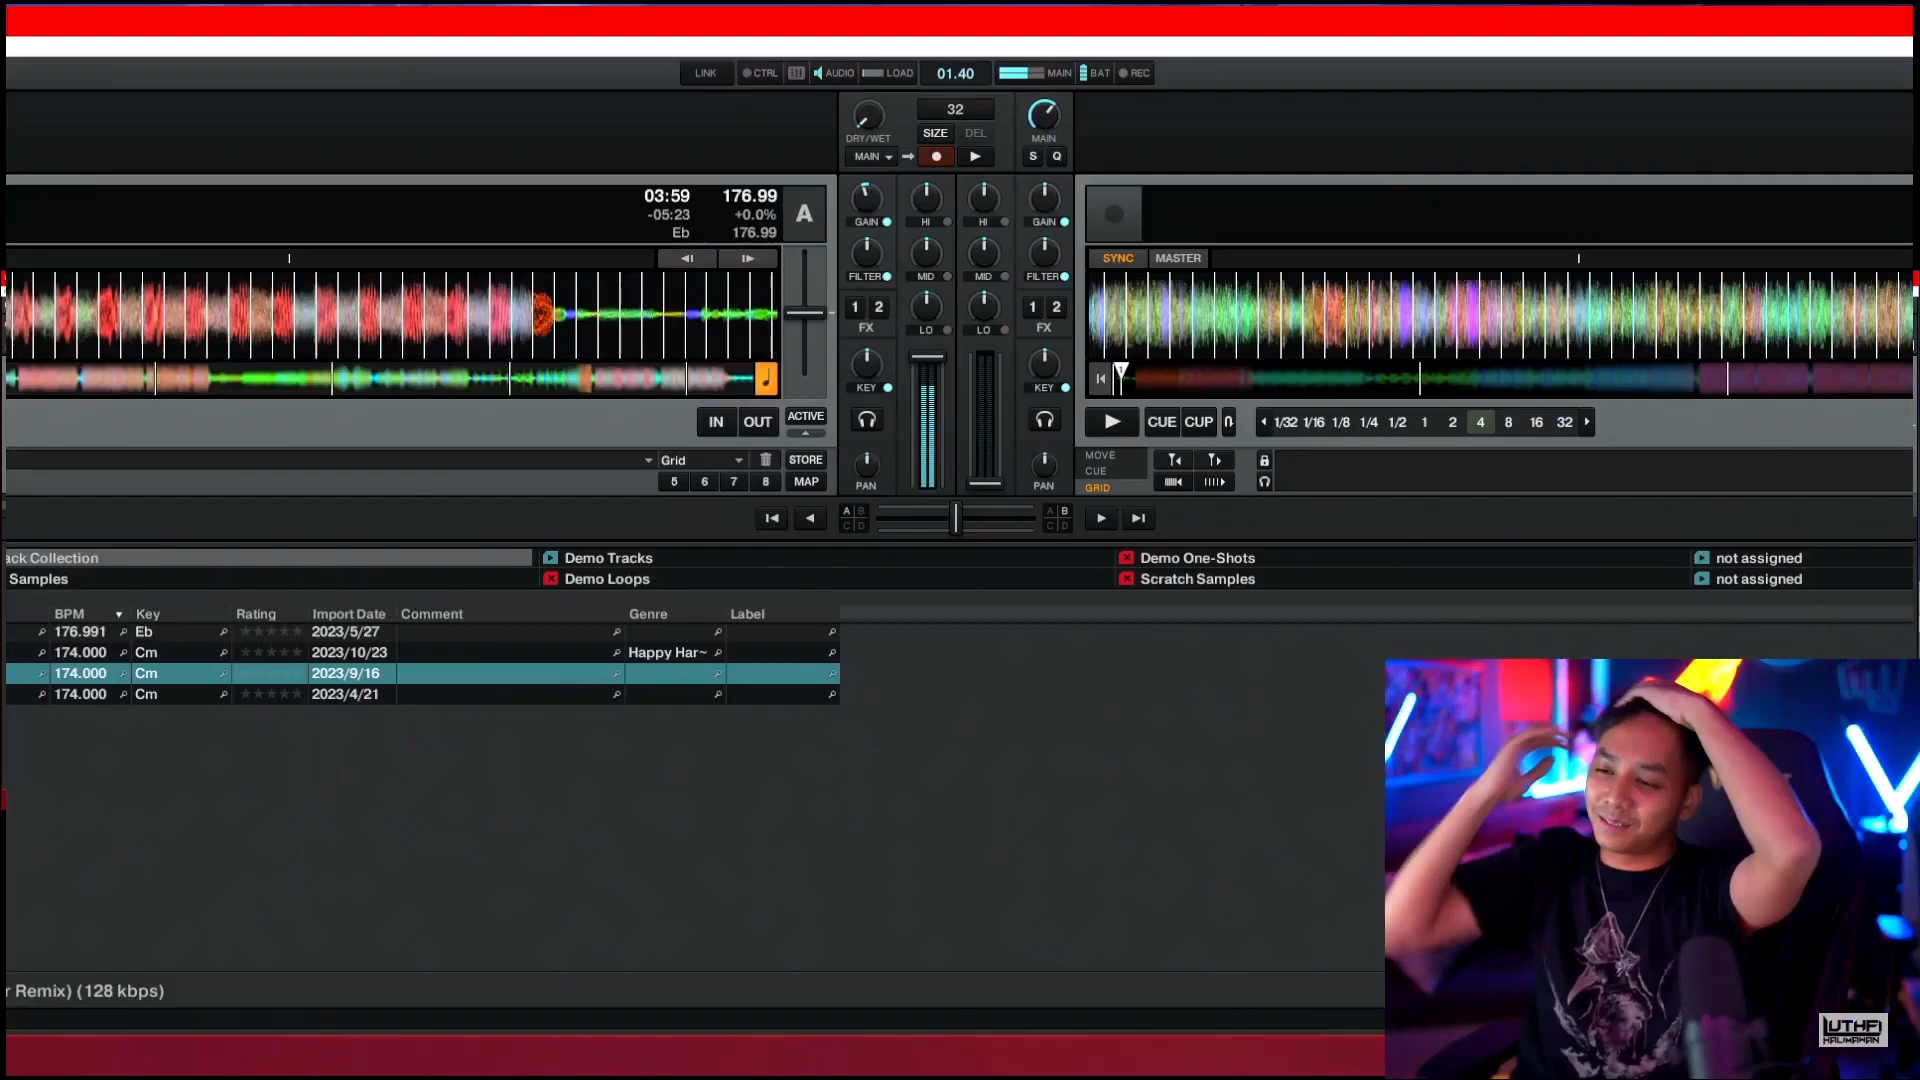 LINK CTRL AUDIO LOAD 01.40 MAIN BAT REC
32
DRY/WET SIZE DEL MAIN
MAIN S Q
03:59 176.99
-05:23 +0.0%
Eb 176.99
A
GAIN HI HI GAIN
FILTER MID MID FILTER
1 2 LO LO 1 2
FX FX
KEY KEY
PAN PAN
SYNC MASTER
IN OUT ACTIVE
CUE CUP 1/32 1/16 1/8 1/4 1/2 1 2 4 8 16 32
Grid STORE
5 6 7 8 MAP
MOVE
CUE
GRID
A B
C D
A B
C D
ack Collection Demo Tracks Demo One-Shots not assigned
Samples Demo Loops Scratch Samples not assigned
BPM Key Rating Import Date Comment Genre Label
176.991 Eb 2023/5/27
174.000 Cm 2023/10/23 Happy Har~
174.000 Cm 2023/9/16
174.000 Cm 2023/4/21
r Remix) (128 kbps)
LUTHFI
HALIMAWAN